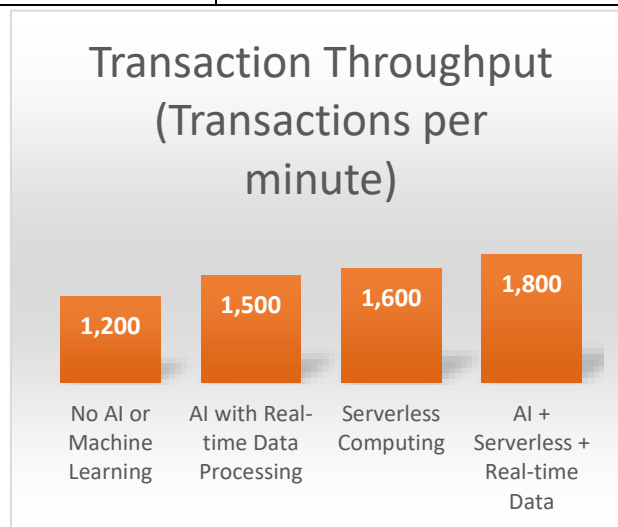 Transaction Throughput
(Transactions per
minute)
1,200
1,500
1,600
1,800
No AI or
Machine
Learning
AI with Real-
time Data
Processing
Serverless
Computing
AI +
Serverless +
Real-time
Data